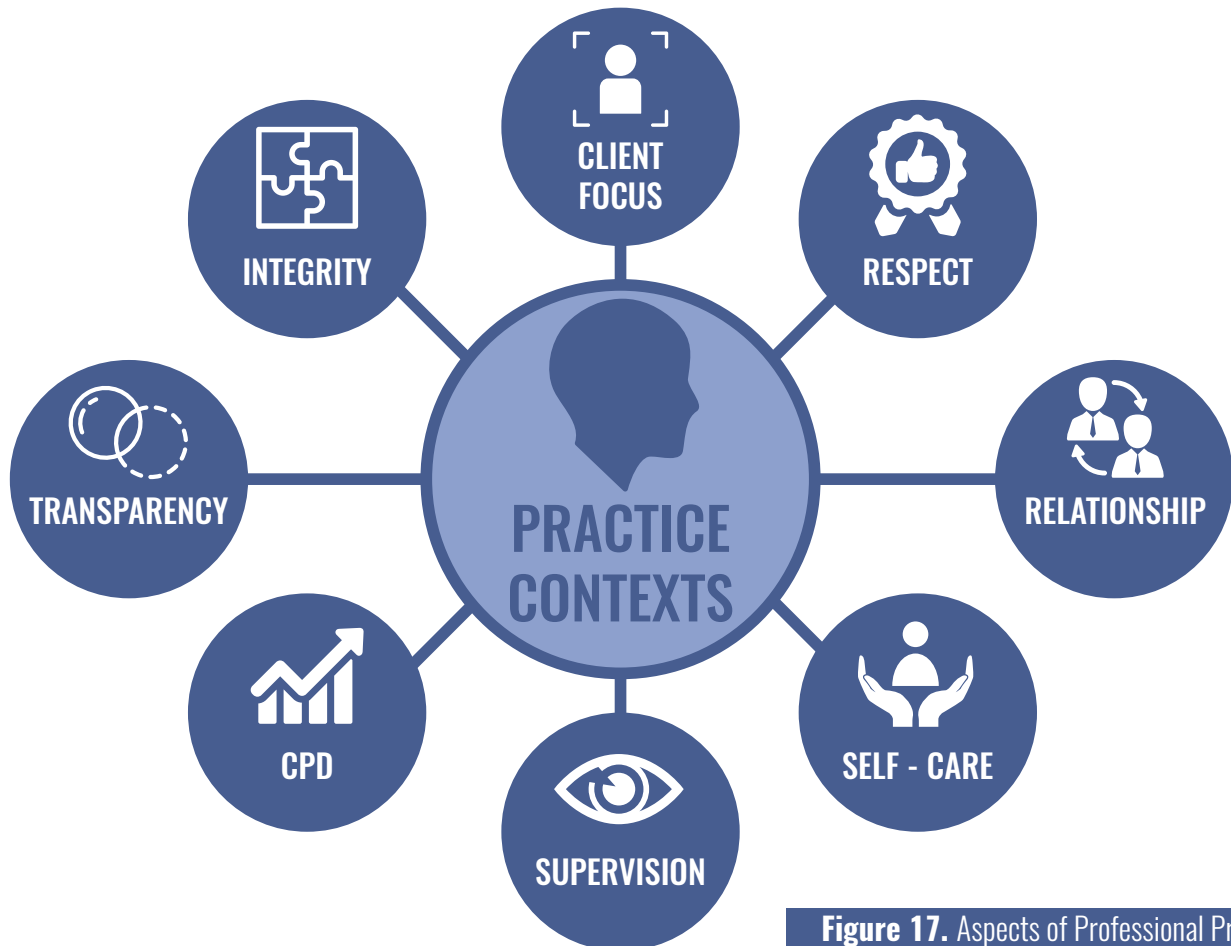 CLIENT
FOCUS
INTEGRITY
RESPECT
TRANSPARENCY
RELATIONSHIP
PRACTICE
CONTEXTS
CPD
SELF - CARE
SUPERVISION
Figure 17. Aspects of Professional